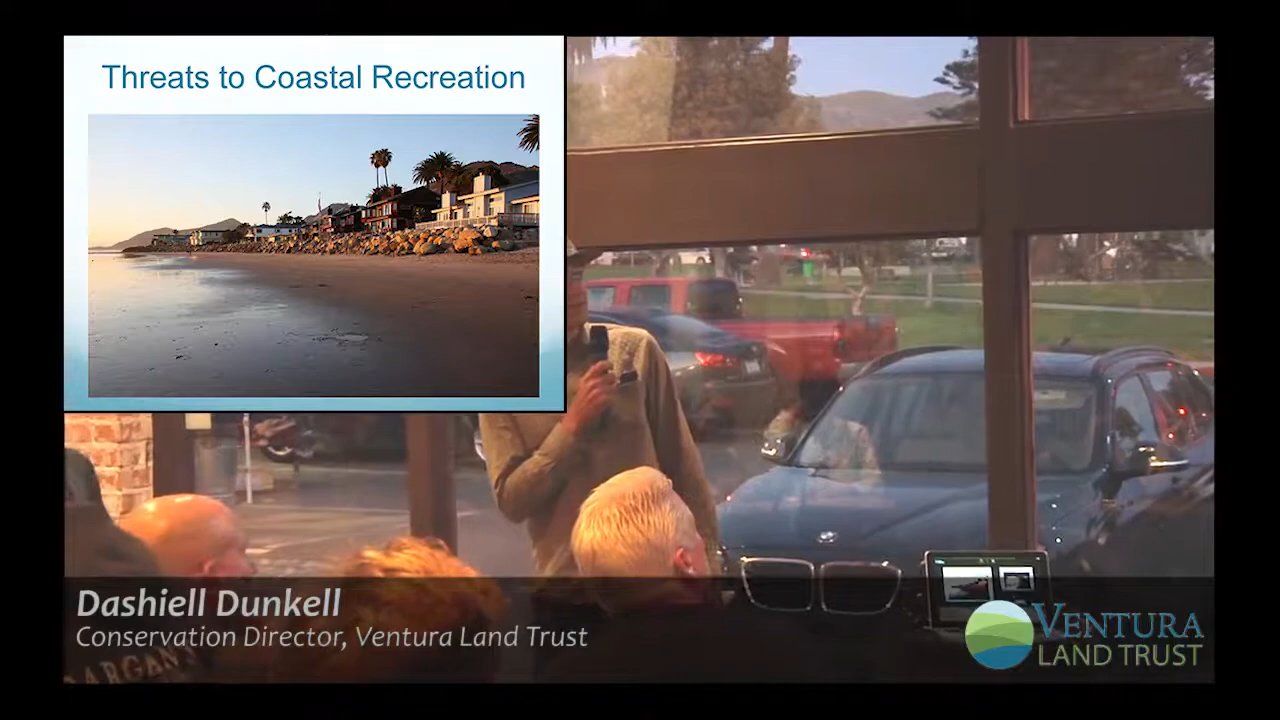 Threats to Coastal Recreation
Dashiell Dunkell
Conservation Director, Ventura Land Trust
VENTURA
LAND TRUST